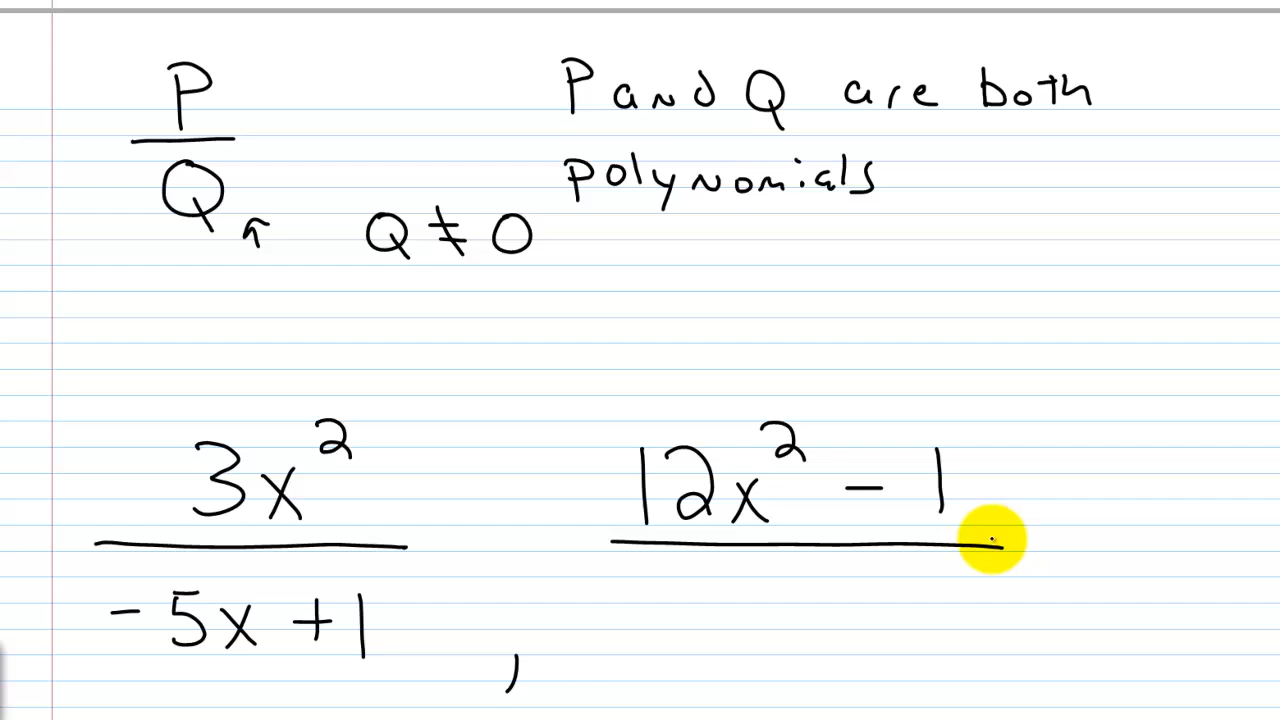 P
Q
Q ≠ 0
P and Q are both
polynomials
3x²
-5x + 1 ,
12x² - 1